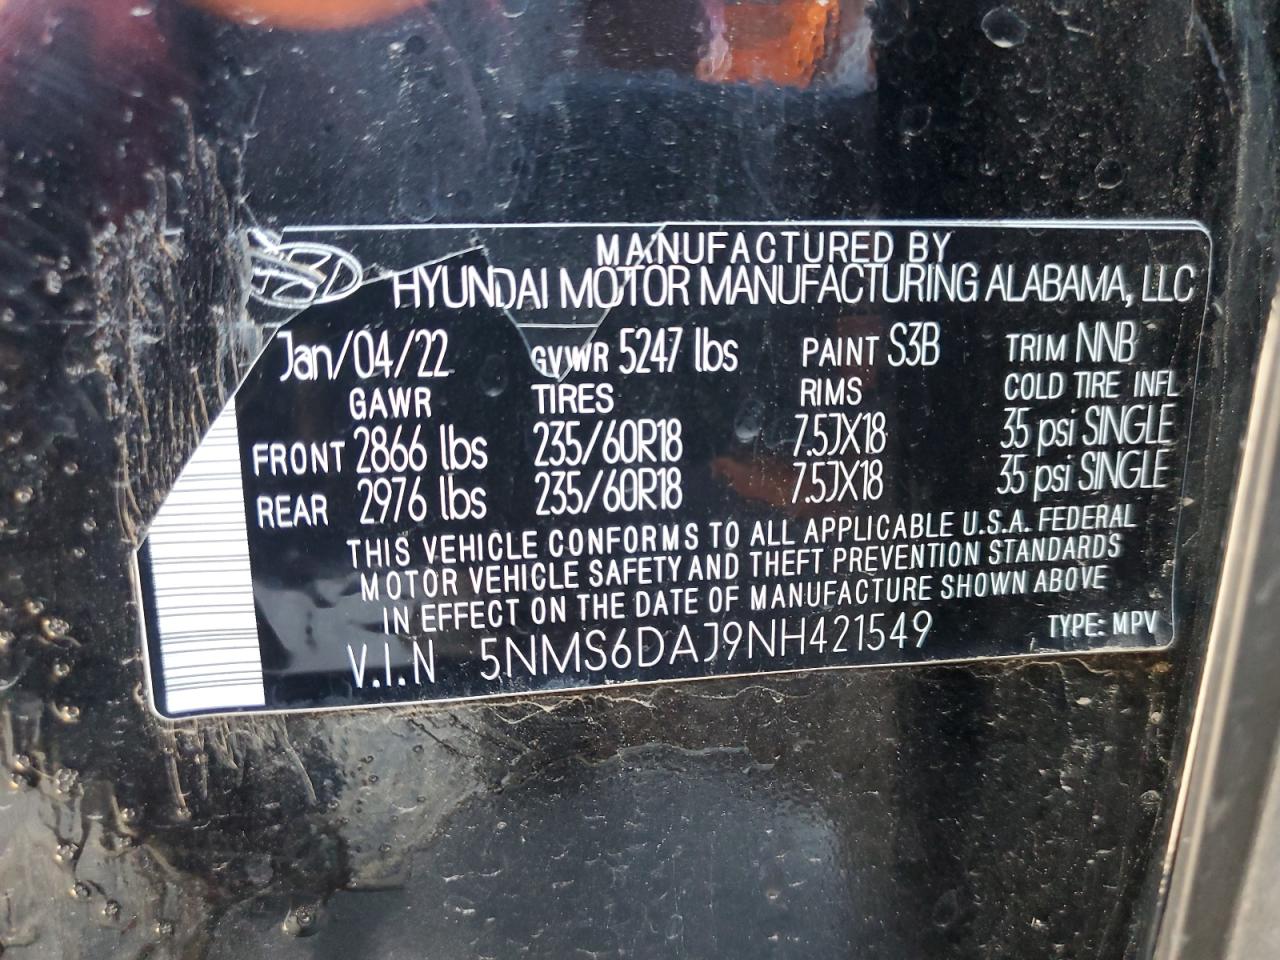 MANUFACTURED BY
HYUNDAI MOTOR MANUFACTURING ALABAMA, LLC
Jan/04/22 GVWR 5247 lbs PAINT S3B TRIM NNB
GAWR TIRES RIMS COLD TIRE INFL
FRONT 2866 lbs 235/60R18 7.5JX18 35 psi SINGLE
REAR 2976 lbs 235/60R18 7.5JX18 35 psi SINGLE
THIS VEHICLE CONFORMS TO ALL APPLICABLE U.S.A. FEDERAL
MOTOR VEHICLE SAFETY AND THEFT PREVENTION STANDARDS
IN EFFECT ON THE DATE OF MANUFACTURE SHOWN ABOVE
V.I.N 5NMS6DAJ9NH421549 TYPE: MPV